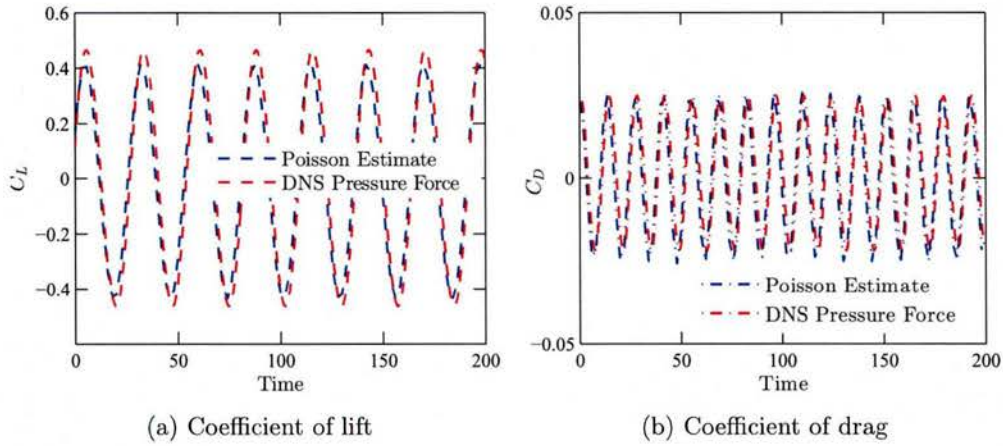 0.4
0.2
0
−0.2
−0.4
C_L
Poisson Estimate
DNS Pressure Force
0
50
100
150
200
Time
(a) Coefficient of lift
0.05
0
−0.05
C_D
Poisson Estimate
DNS Pressure Force
0
50
100
150
200
Time
(b) Coefficient of drag